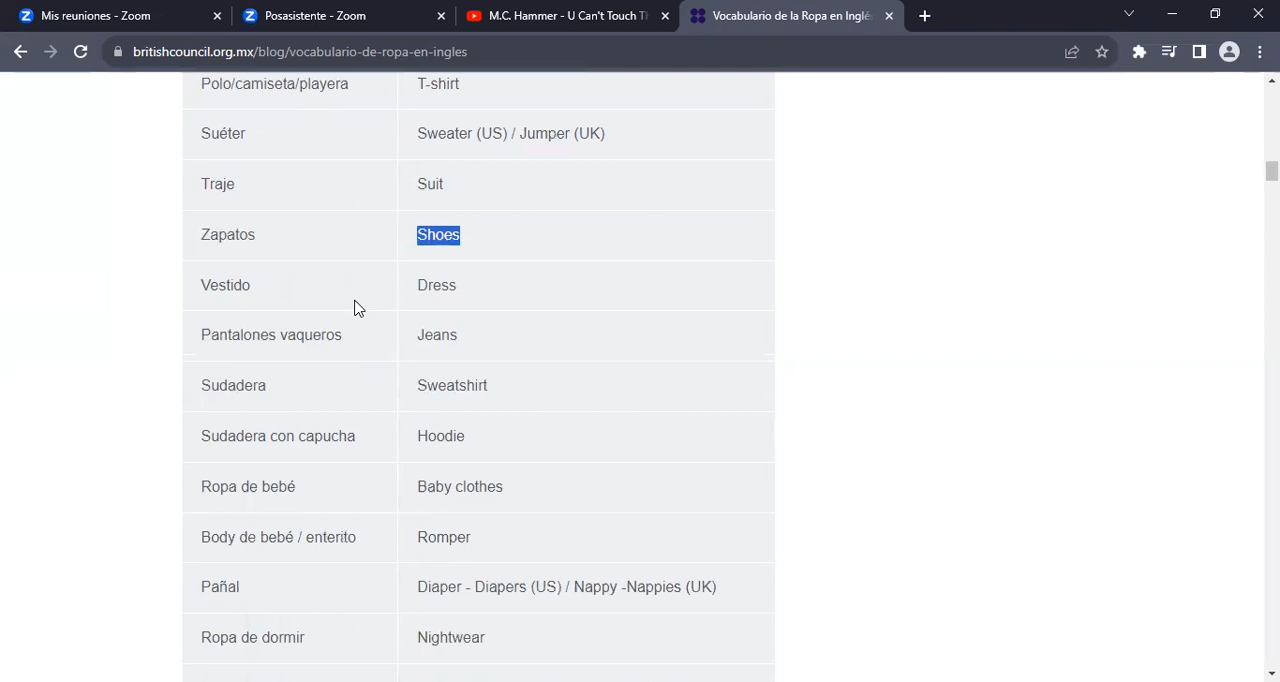 Mis reuniones - Zoom
Posasistente - Zoom
M.C. Hammer - U Can't Touch Th
Vocabulario de la Ropa en Inglés
britishcouncil.org.mx/blog/vocabulario-de-ropa-en-ingles
Polo/camiseta/playera T-shirt
Suéter Sweater (US) / Jumper (UK)
Traje Suit
Zapatos Shoes
Vestido Dress
Pantalones vaqueros Jeans
Sudadera Sweatshirt
Sudadera con capucha Hoodie
Ropa de bebé Baby clothes
Body de bebé / enterito Romper
Pañal Diaper - Diapers (US) / Nappy -Nappies (UK)
Ropa de dormir Nightwear